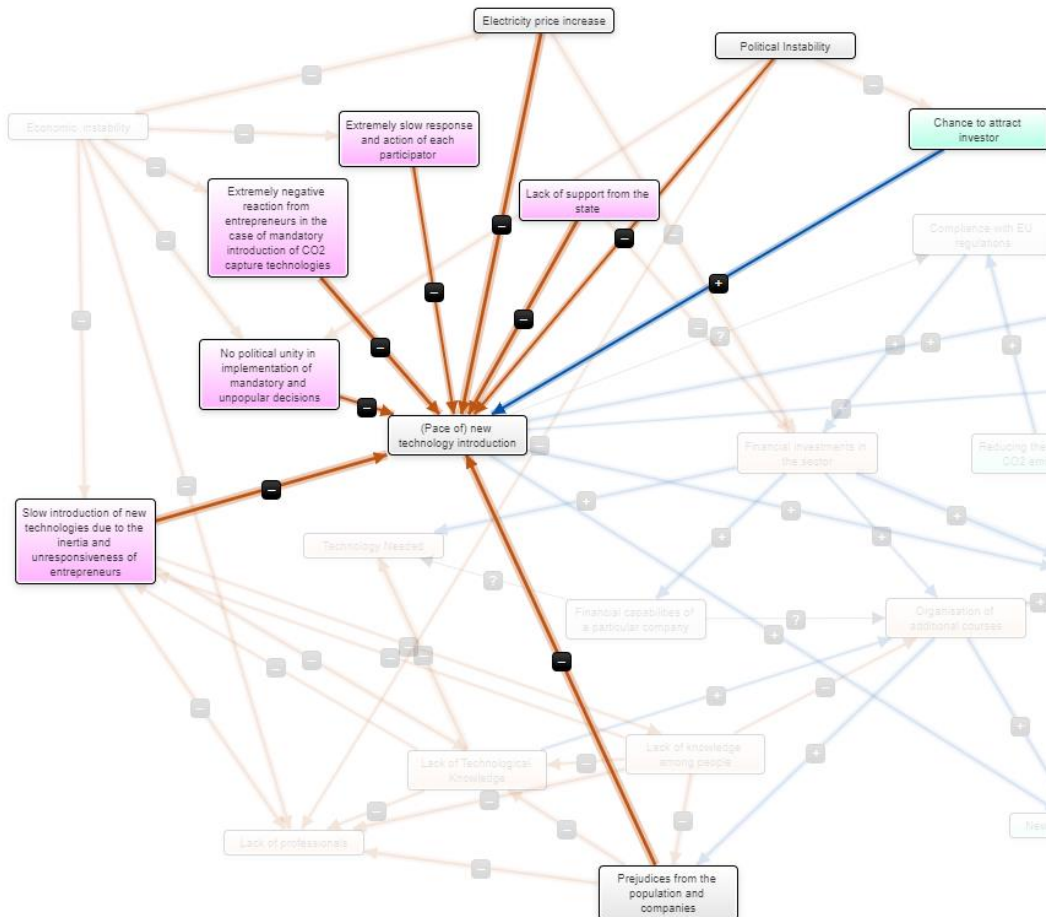 Electricity price increase
Political Instability
Economic Instability
Extremely slow response
and action of each
participator
Chance to attract
investor
Extremely negative
reaction from
entrepreneurs in the
case of mandatory
introduction of CO2
capture technologies
Lack of support from the
state
Compliance with EU
regulations
No political unity in
implementation of
mandatory and
unpopular decisions
(Pace of) new
technology introduction
Financial investments in
the sector
Reducing the
CO2 em
Slow introduction of new
technologies due to the
inertia and
unresponsiveness of
entrepreneurs
Technology Needed
Financial capabilities of
a particular company
Organisation of
additional courses
Lack of Technological
Knowledge
Lack of knowledge
among people
Lack of professionals
New
Prejudices from the
population and
companies